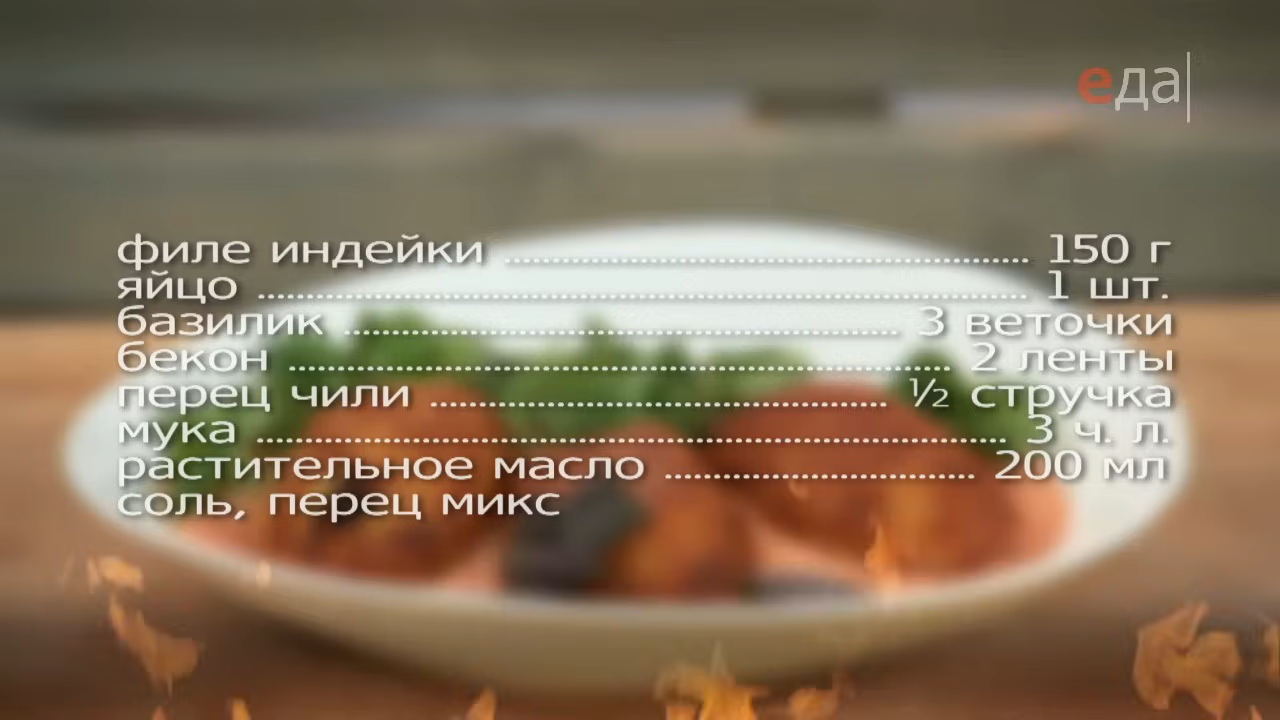 еда
филе индейки ........................ 150 г
яйцо ........................ 1 шт.
базилик ........................ 3 веточки
бекон ........................ 2 ленты
перец чили ........................ ½ стручка
мука ........................ 3 ч. л.
растительное масло ........................ 200 мл
соль, перец микс